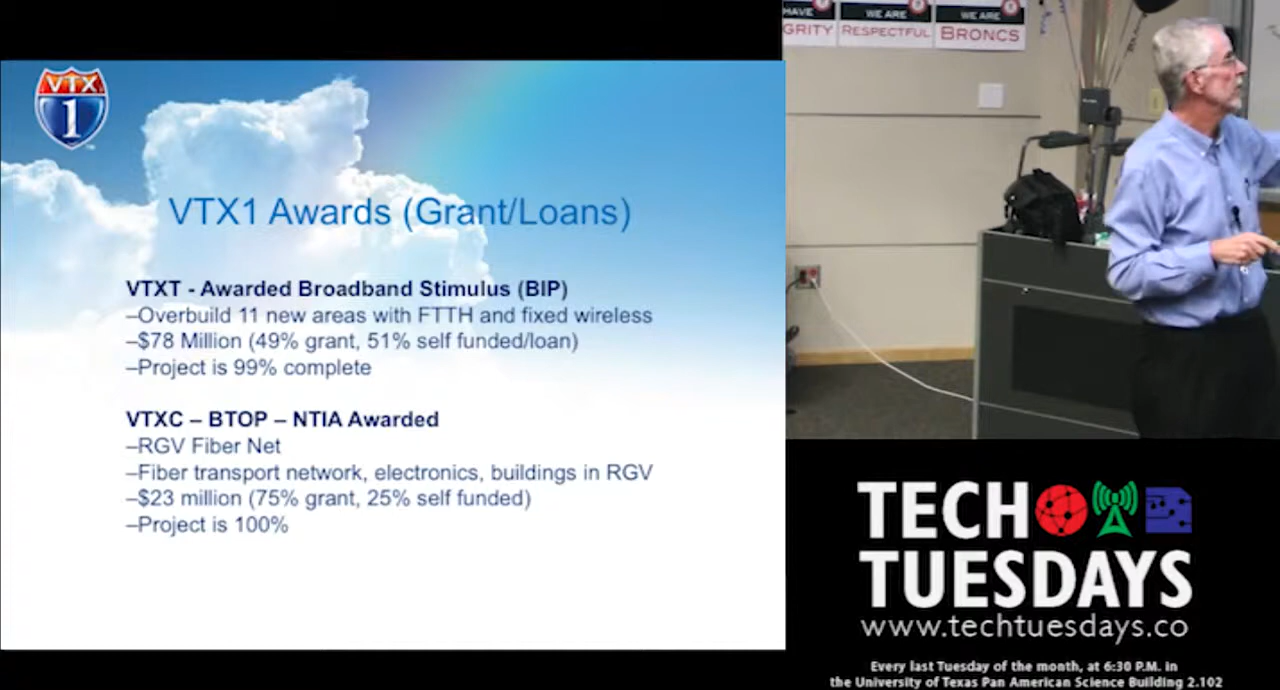 VTX
1
VTX1 Awards (Grant/Loans)
VTXT - Awarded Broadband Stimulus (BIP)
–Overbuild 11 new areas with FTTH and fixed wireless
–$78 Million (49% grant, 51% self funded/loan)
–Project is 99% complete
VTXC – BTOP – NTIA Awarded
–RGV Fiber Net
–Fiber transport network, electronics, buildings in RGV
–$23 million (75% grant, 25% self funded)
–Project is 100%
HAVE
GRITY
WE ARE
RESPECTFUL
WE ARE
BRONCS
TECH
TUESDAYS
www.techtuesdays.co
Every last Tuesday of the month, at 6:30 P.M. in
the University of Texas Pan American Science Building 2.102